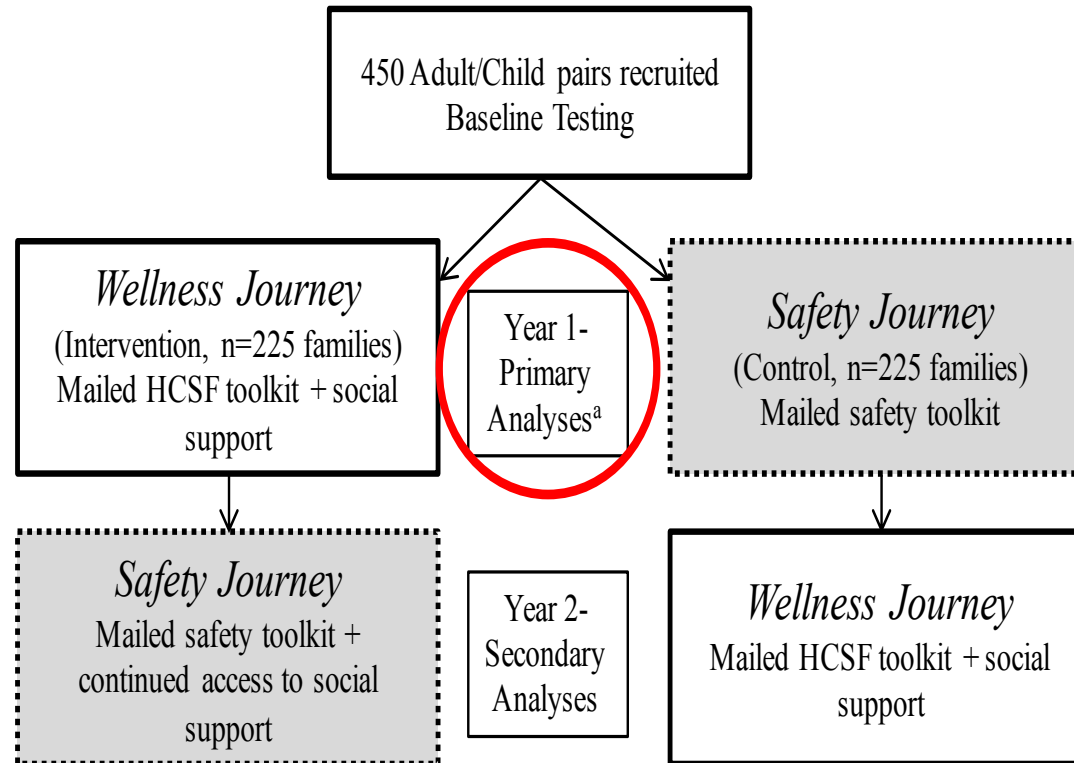 450 Adult/Child pairs recruited
Baseline Testing
Wellness Journey
(Intervention, n=225 families)
Mailed HCSF toolkit + social
support
Year 1-
Primary
Analysesᵃ
Safety Journey
(Control, n=225 families)
Mailed safety toolkit
Safety Journey
Mailed safety toolkit +
continued access to social
support
Year 2-
Secondary
Analyses
Wellness Journey
Mailed HCSF toolkit + social
support